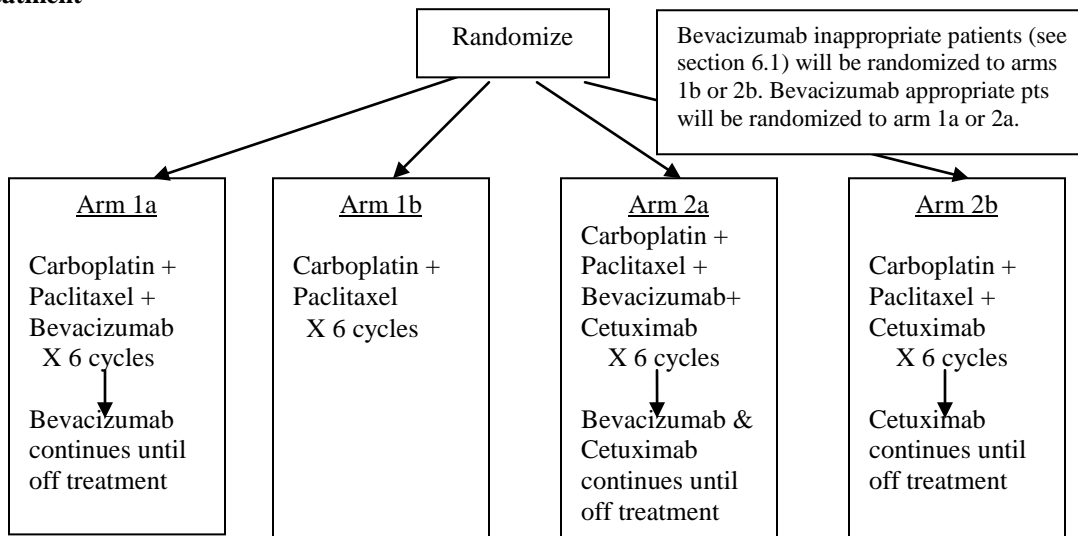 Randomize
Bevacizumab inappropriate patients (see
section 6.1) will be randomized to arms
1b or 2b. Bevacizumab appropriate pts
will be randomized to arm 1a or 2a.
Arm 1a
Carboplatin +
Paclitaxel +
Bevacizumab
X 6 cycles
Bevacizumab
continues until
off treatment
Arm 1b
Carboplatin +
Paclitaxel
X 6 cycles
Arm 2a
Carboplatin +
Paclitaxel +
Bevacizumab+
Cetuximab
X 6 cycles
Bevacizumab &
Cetuximab
continues until
off treatment
Arm 2b
Carboplatin +
Paclitaxel +
Cetuximab
X 6 cycles
Cetuximab
continues until
off treatment